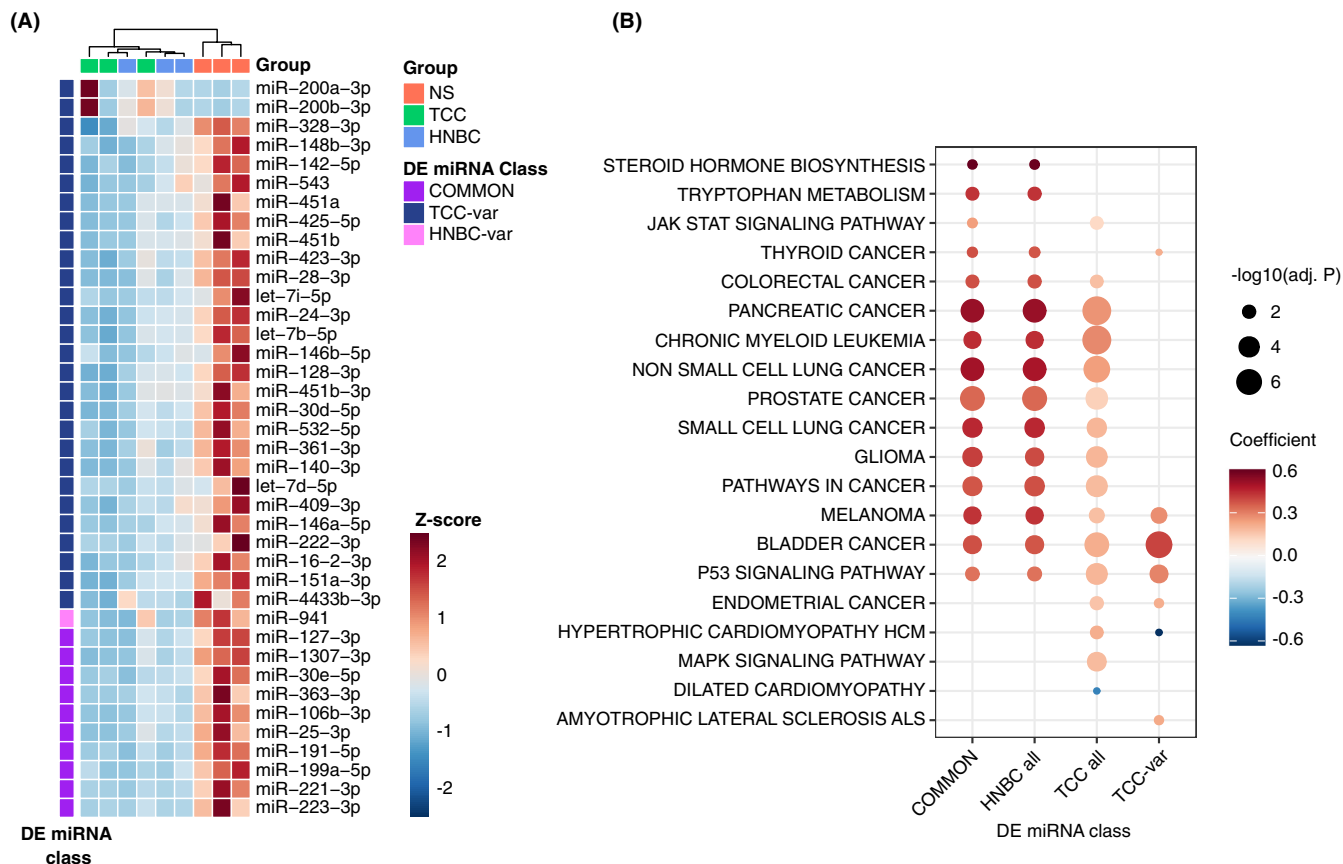 (A)
Group
miR−200a−3p
miR−200b−3p
miR−328−3p
miR−148b−3p
miR−142−5p
miR−543
miR−451a
miR−425−5p
miR−451b
miR−423−3p
miR−28−3p
let−7i−5p
miR−24−3p
let−7b−5p
miR−146b−5p
miR−128−3p
miR−451b−3p
miR−30d−5p
miR−532−5p
miR−361−3p
miR−140−3p
let−7d−5p
miR−409−3p
miR−146a−5p
miR−222−3p
miR−16−2−3p
miR−151a−3p
miR−4433b−3p
miR−941
miR−127−3p
miR−1307−3p
miR−30e−5p
miR−363−3p
miR−106b−3p
miR−25−3p
miR−191−5p
miR−199a−5p
miR−221−3p
miR−223−3p
DE miRNA
class
Group
NS
TCC
HNBC
DE miRNA Class
COMMON
TCC-var
HNBC-var
Z-score
2
1
0
-1
-2
(B)
STEROID HORMONE BIOSYNTHESIS
TRYPTOPHAN METABOLISM
JAK STAT SIGNALING PATHWAY
THYROID CANCER
COLORECTAL CANCER
PANCREATIC CANCER
CHRONIC MYELOID LEUKEMIA
NON SMALL CELL LUNG CANCER
PROSTATE CANCER
SMALL CELL LUNG CANCER
GLIOMA
PATHWAYS IN CANCER
MELANOMA
BLADDER CANCER
P53 SIGNALING PATHWAY
ENDOMETRIAL CANCER
HYPERTROPHIC CARDIOMYOPATHY HCM
MAPK SIGNALING PATHWAY
DILATED CARDIOMYOPATHY
AMYOTROPHIC LATERAL SCLEROSIS ALS
COMMON
HNBC all
TCC all
TCC-var
DE miRNA class
-log10(adj. P)
2
4
6
Coefficient
0.6
0.3
0.0
-0.3
-0.6